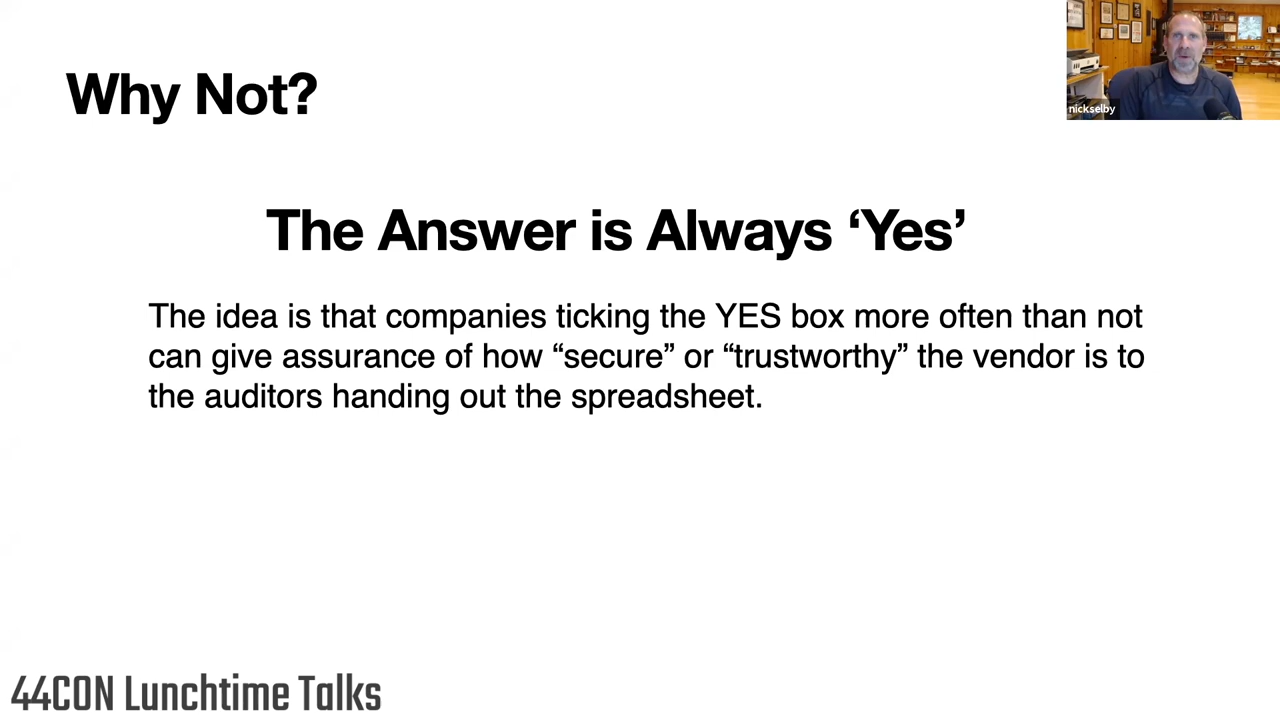 Why Not?
nickselby
The Answer is Always ‘Yes’
The idea is that companies ticking the YES box more often than not
can give assurance of how “secure” or “trustworthy” the vendor is to
the auditors handing out the spreadsheet.
44CON Lunchtime Talks